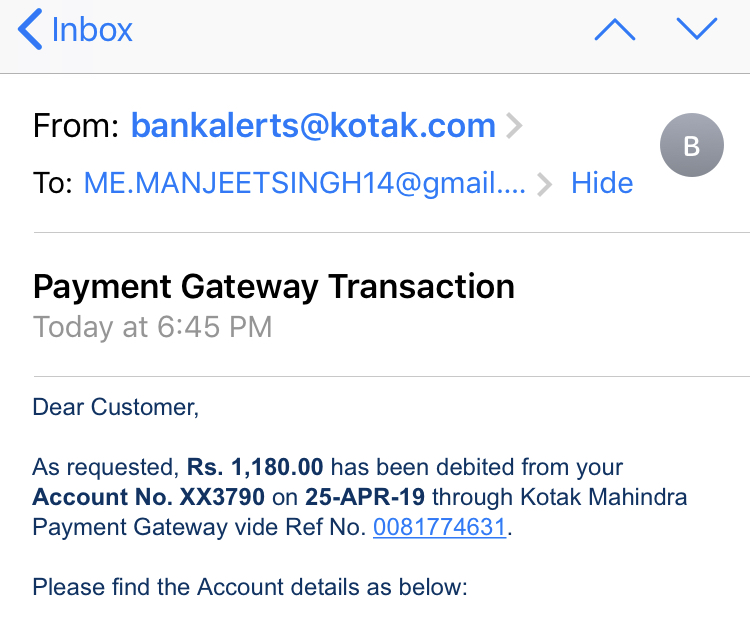 Inbox
From: bankalerts@kotak.com
B
To: ME.MANJEETSINGH14@gmail.... Hide
Payment Gateway Transaction
Today at 6:45 PM
Dear Customer,
As requested, Rs. 1,180.00 has been debited from your
Account No. XX3790 on 25-APR-19 through Kotak Mahindra
Payment Gateway vide Ref No. 0081774631.
Please find the Account details as below: